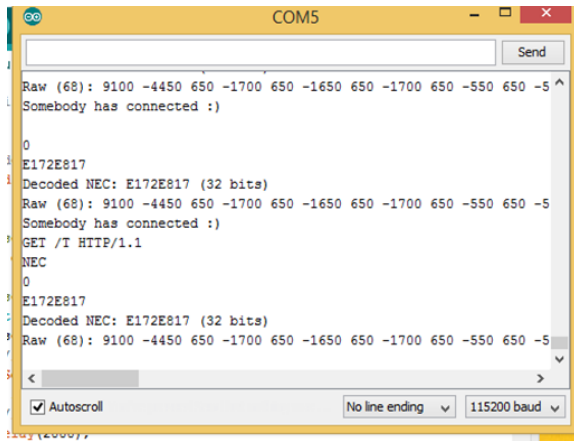 COM5
Send
Raw (68): 9100 -4450 650 -1700 650 -1650 650 -1700 650 -550 650 -5
Somebody has connected :)
0
E172E817
Decoded NEC: E172E817 (32 bits)
Raw (68): 9100 -4450 650 -1700 650 -1650 650 -1700 650 -550 650 -5
Somebody has connected :)
GET /T HTTP/1.1
NEC
0
E172E817
Decoded NEC: E172E817 (32 bits)
Raw (68): 9100 -4450 650 -1700 650 -1650 650 -1700 650 -550 650 -5
Autoscroll
No line ending
115200 baud